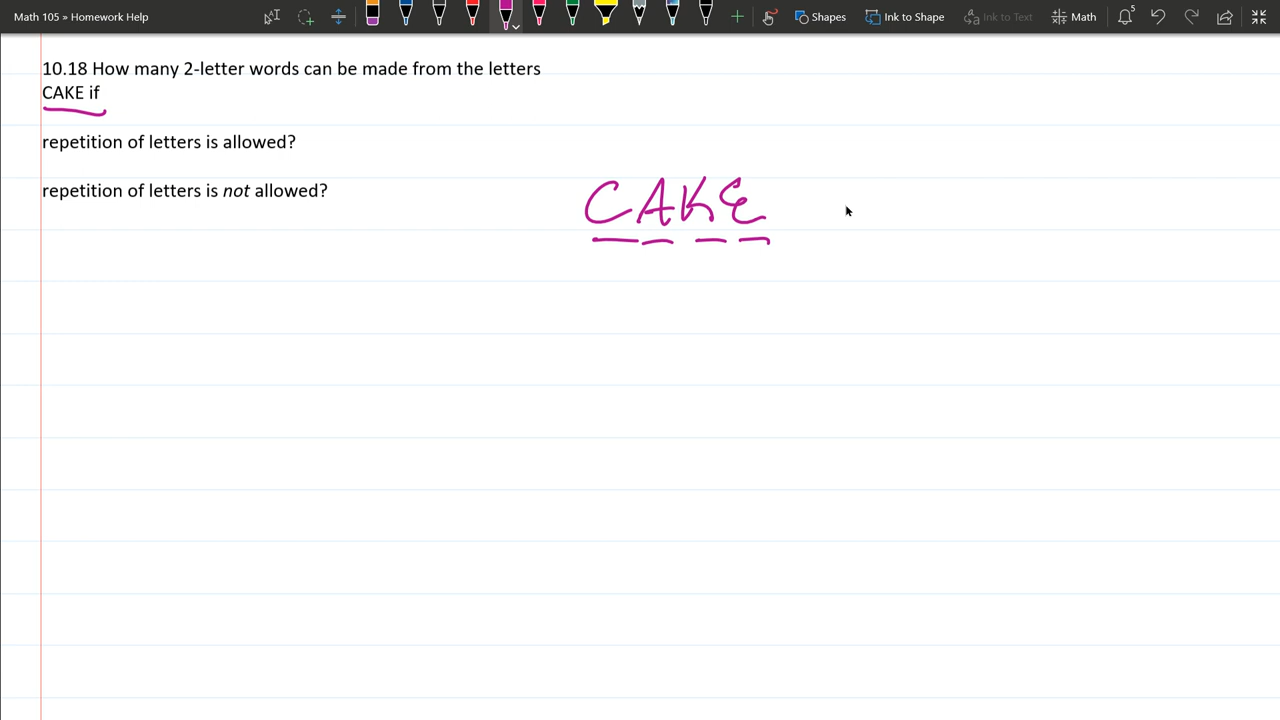 Math 105 » Homework Help
Shapes
Ink to Shape
Ink to Text
Math
5
10.18 How many 2-letter words can be made from the letters
CAKE if
repetition of letters is allowed?
repetition of letters is not allowed?
CAKE